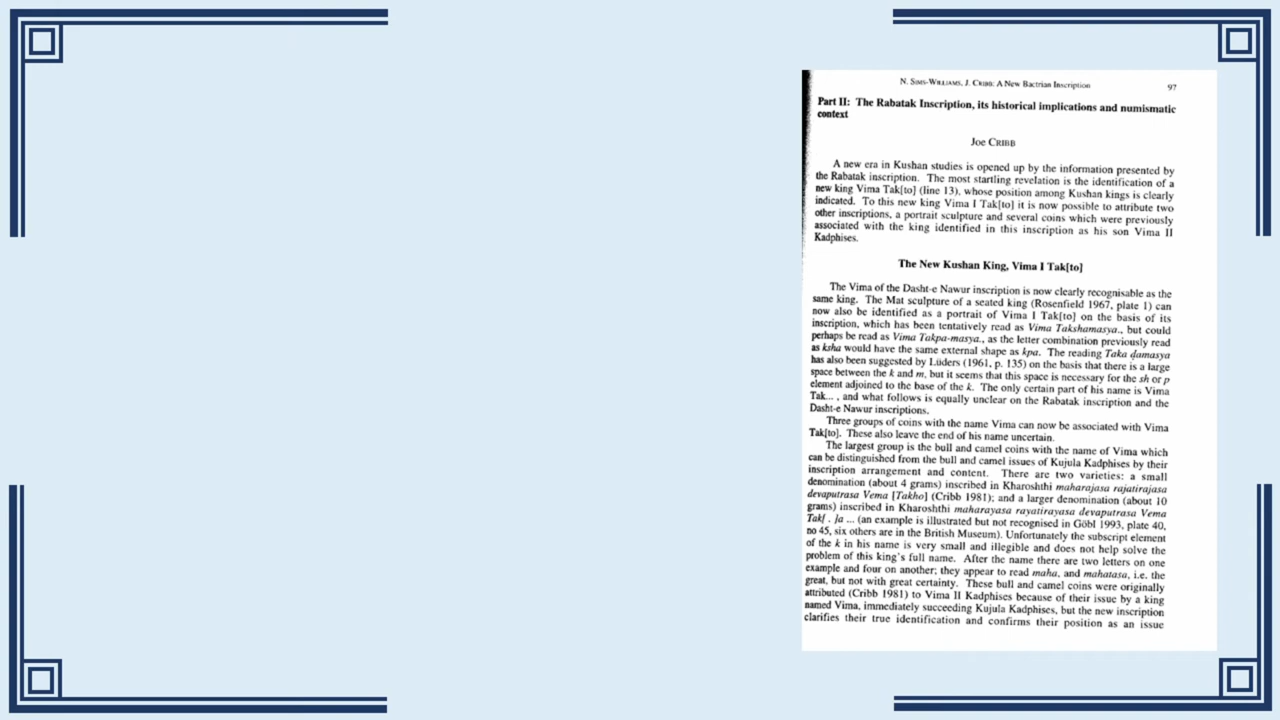 N. SIMS-WILLIAMS, J. CRIBB: A New Bactrian Inscription 97
Part II: The Rabatak Inscription, its historical implications and numismatic
context
Joe CRIBB
A new era in Kushan studies is opened up by the information presented by
the Rabatak inscription. The most startling revelation is the identification of a
new king Vima Tak[to] (line 13), whose position among Kushan kings is clearly
indicated. To this new king Vima I Tak[to] it is now possible to attribute two
other inscriptions, a portrait sculpture and several coins which were previously
associated with the king identified in this inscription as his son Vima II
Kadphises.
The New Kushan King, Vima I Tak[to]
The Vima of the Dasht-e Nawur inscription is now clearly recognisable as the
same king. The Mat sculpture of a seated king (Rosenfield 1967, plate 1) can
now also be identified as a portrait of Vima I Tak[to] on the basis of its
inscription, which has been tentatively read as Vima Takshamasya., but could
perhaps be read as Vima Takpa-masya., as the letter combination previously read
as ksha would have the same external shape as kpa. The reading Taka ḍamasya
has also been suggested by Lüders (1961, p. 135) on the basis that there is a large
space between the k and m, but it seems that this space is necessary for the sh or p
element adjoined to the base of the k. The only certain part of his name is Vima
Tak... , and what follows is equally unclear on the Rabatak inscription and the
Dasht-e Nawur inscriptions.
Three groups of coins with the name Vima can now be associated with Vima
Tak[to]. These also leave the end of his name uncertain.
The largest group is the bull and camel coins with the name of Vima which
can be distinguished from the bull and camel issues of Kujula Kadphises by their
inscription arrangement and content. There are two varieties: a small
denomination (about 4 grams) inscribed in Kharoshthi maharajasa rajatirajasa
devaputrasa Vema [Takho] (Cribb 1981); and a larger denomination (about 10
grams) inscribed in Kharoshthi maharayasa rayatirayasa devaputrasa Vema
Tak[ . ]a ... (an example is illustrated but not recognised in Göbl 1993, plate 40,
no 45, six others are in the British Museum). Unfortunately the subscript element
of the k in his name is very small and illegible and does not help solve the
problem of this king's full name. After the name there are two letters on one
example and four on another; they appear to read maha, and mahatasa, i.e. the
great, but not with great certainty. These bull and camel coins were originally
attributed (Cribb 1981) to Vima II Kadphises because of their issue by a king
named Vima, immediately succeeding Kujula Kadphises, but the new inscription
clarifies their true identification and confirms their position as an issue